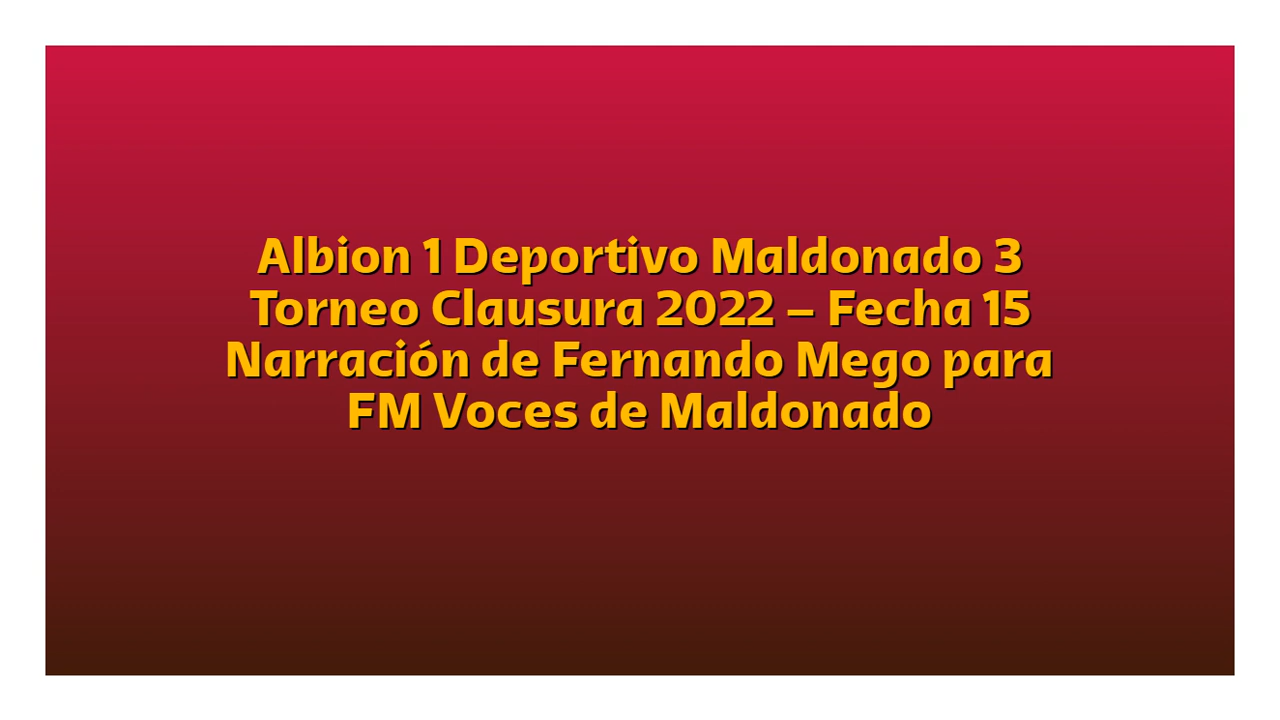 Albion 1 Deportivo Maldonado 3
Torneo Clausura 2022 – Fecha 15
Narración de Fernando Mego para
FM Voces de Maldonado